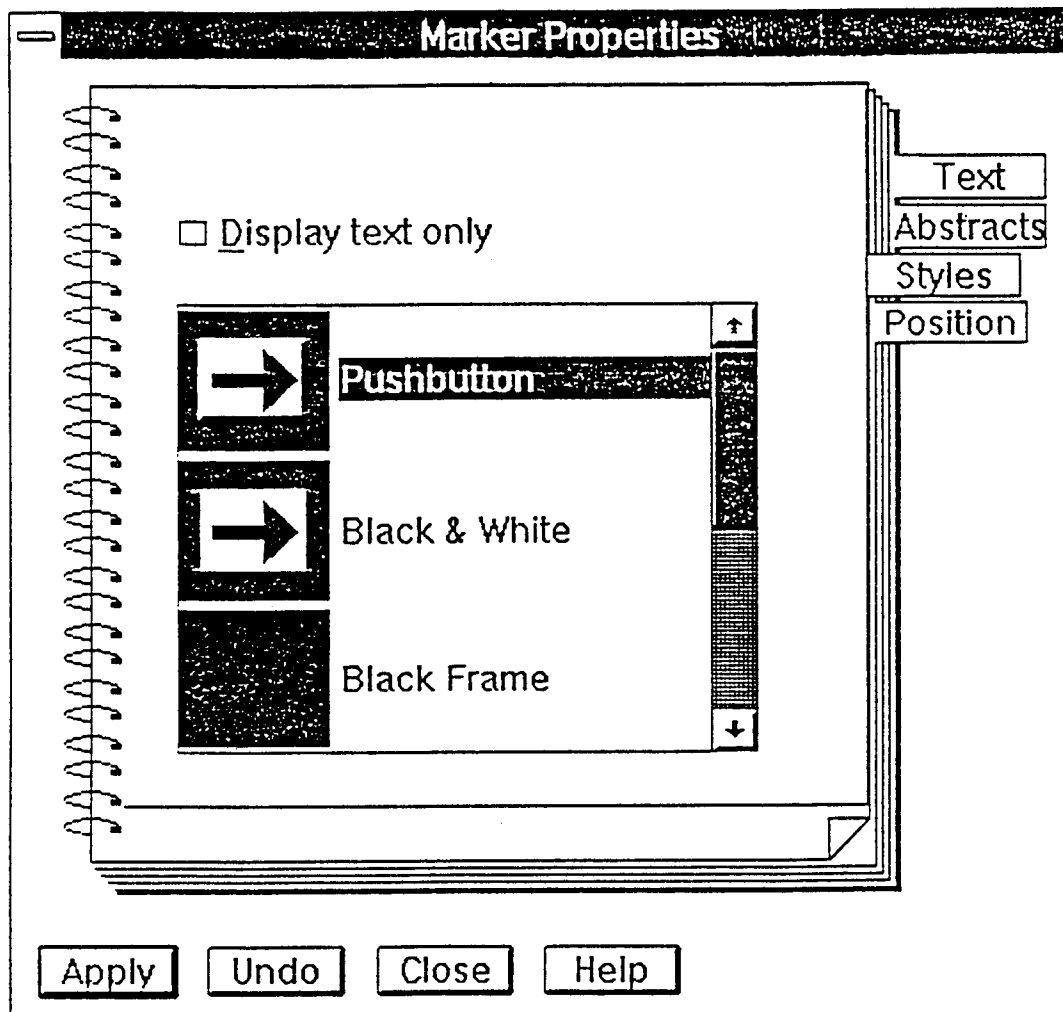 Marker Properties
Text
Abstracts
Styles
Position
Display text only
Pushbutton
Black & White
Black Frame
Apply
Undo
Close
Help